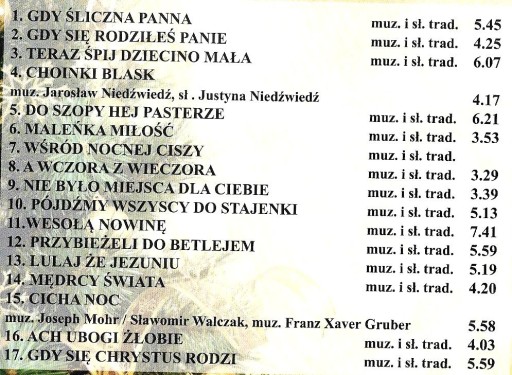 1. GDY ŚLICZNA PANNA muz. i sł. trad. 5.45
2. GDY SIĘ RODZIŁEŚ PANIE muz. i sł. trad. 4.25
3. TERAZ ŚPIJ DZIECINO MAŁA muz. i sł. trad. 6.07
4. CHOINKI BLASK
muz. Jarosław Niedźwiedź, sł . Justyna Niedźwiedź 4.17
5. DO SZOPY HEJ PASTERZE muz. i sł. trad. 6.21
6. MALEŃKA MIŁOŚĆ muz. i sł. trad. 3.53
7. WŚRÓD NOCNEJ CISZY muz. i sł. trad.
8. A WCZORA Z WIECZORA muz. i sł. trad. 3.29
9. NIE BYŁO MIEJSCA DLA CIEBIE muz. i sł. trad. 3.39
10. PÓJDŹMY WSZYSCY DO STAJENKI muz. i sł. trad. 5.13
11.WESOŁĄ NOWINĘ muz. i sł. trad. 7.41
12. PRZYBIEŻELI DO BETLEJEM muz. i sł. trad. 5.59
13. LULAJ ŻE JEZUNIU muz. i sł. trad. 5.19
14. MĘDRCY ŚWIATA muz. i sł. trad. 4.20
15. CICHA NOC
muz. Joseph Mohr / Sławomir Walczak, muz. Franz Xaver Gruber 5.58
16. ACH UBOGI ŻŁOBIE muz. i sł. trad. 4.03
17. GDY SIĘ CHRYSTUS RODZI muz. i sł. trad. 5.59